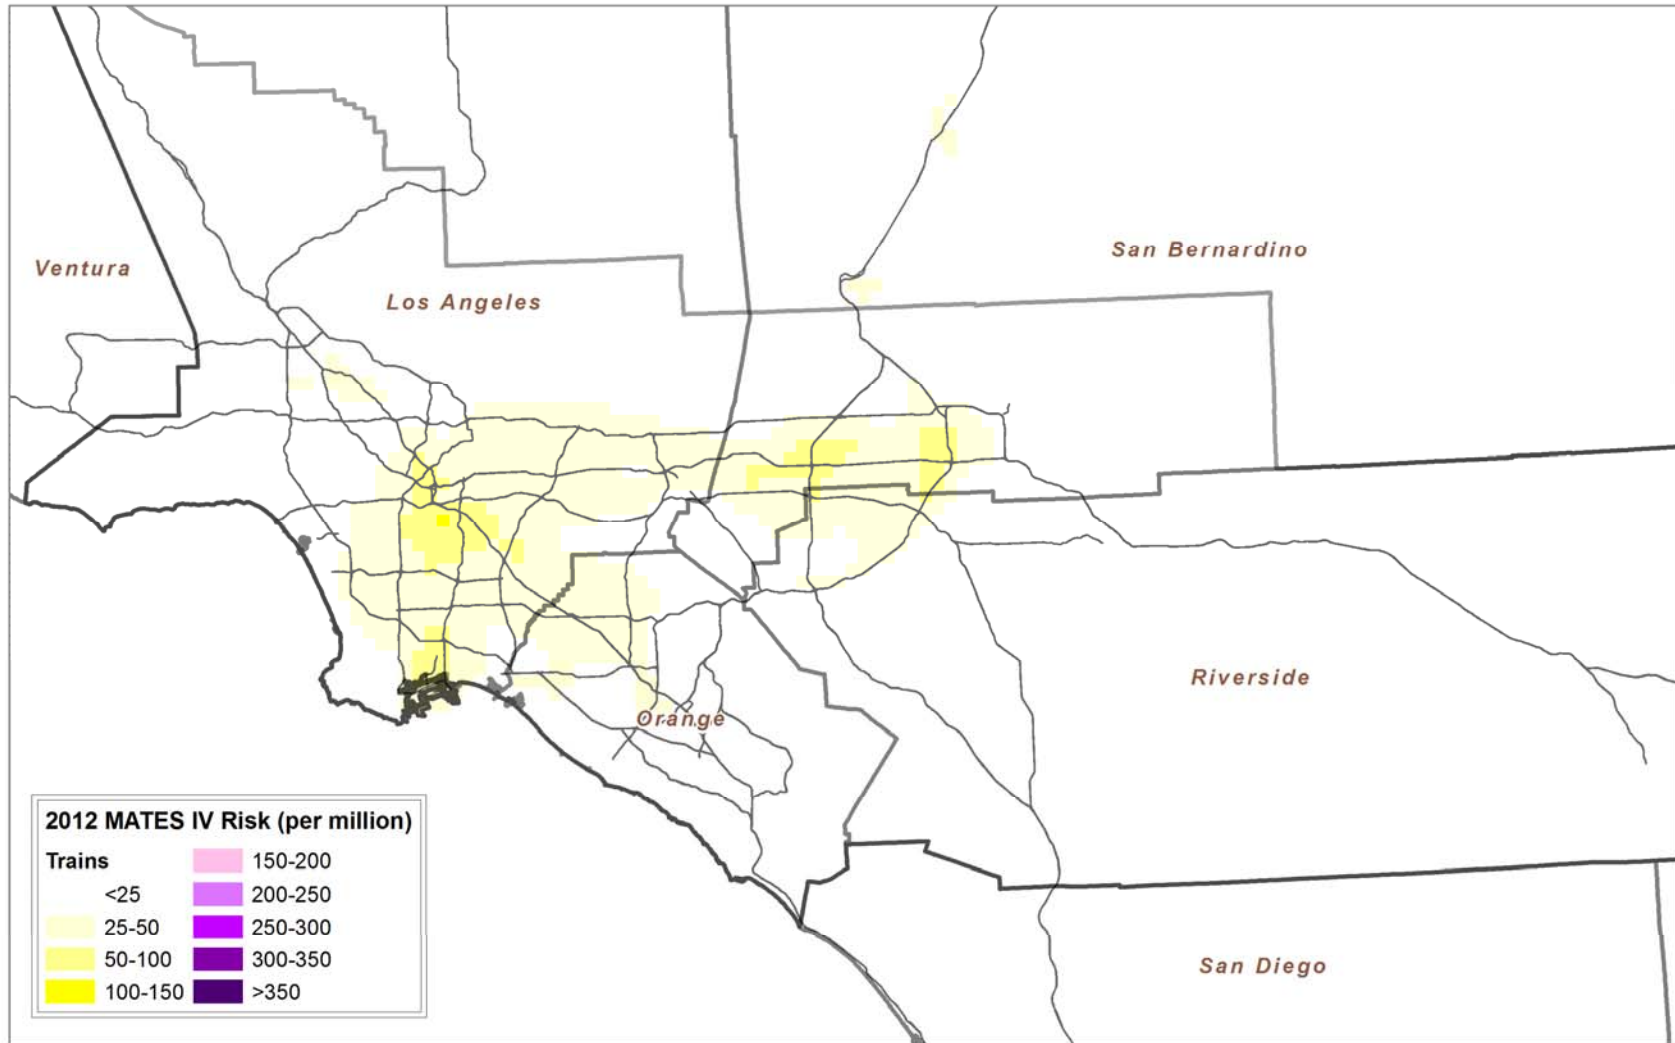 San Bernardino
Ventura
Los Angeles
Riverside
Orange
San Diego
2012 MATES IV Risk (per million)
Trains
<25
25-50
50-100
100-150
150-200
200-250
250-300
300-350
>350